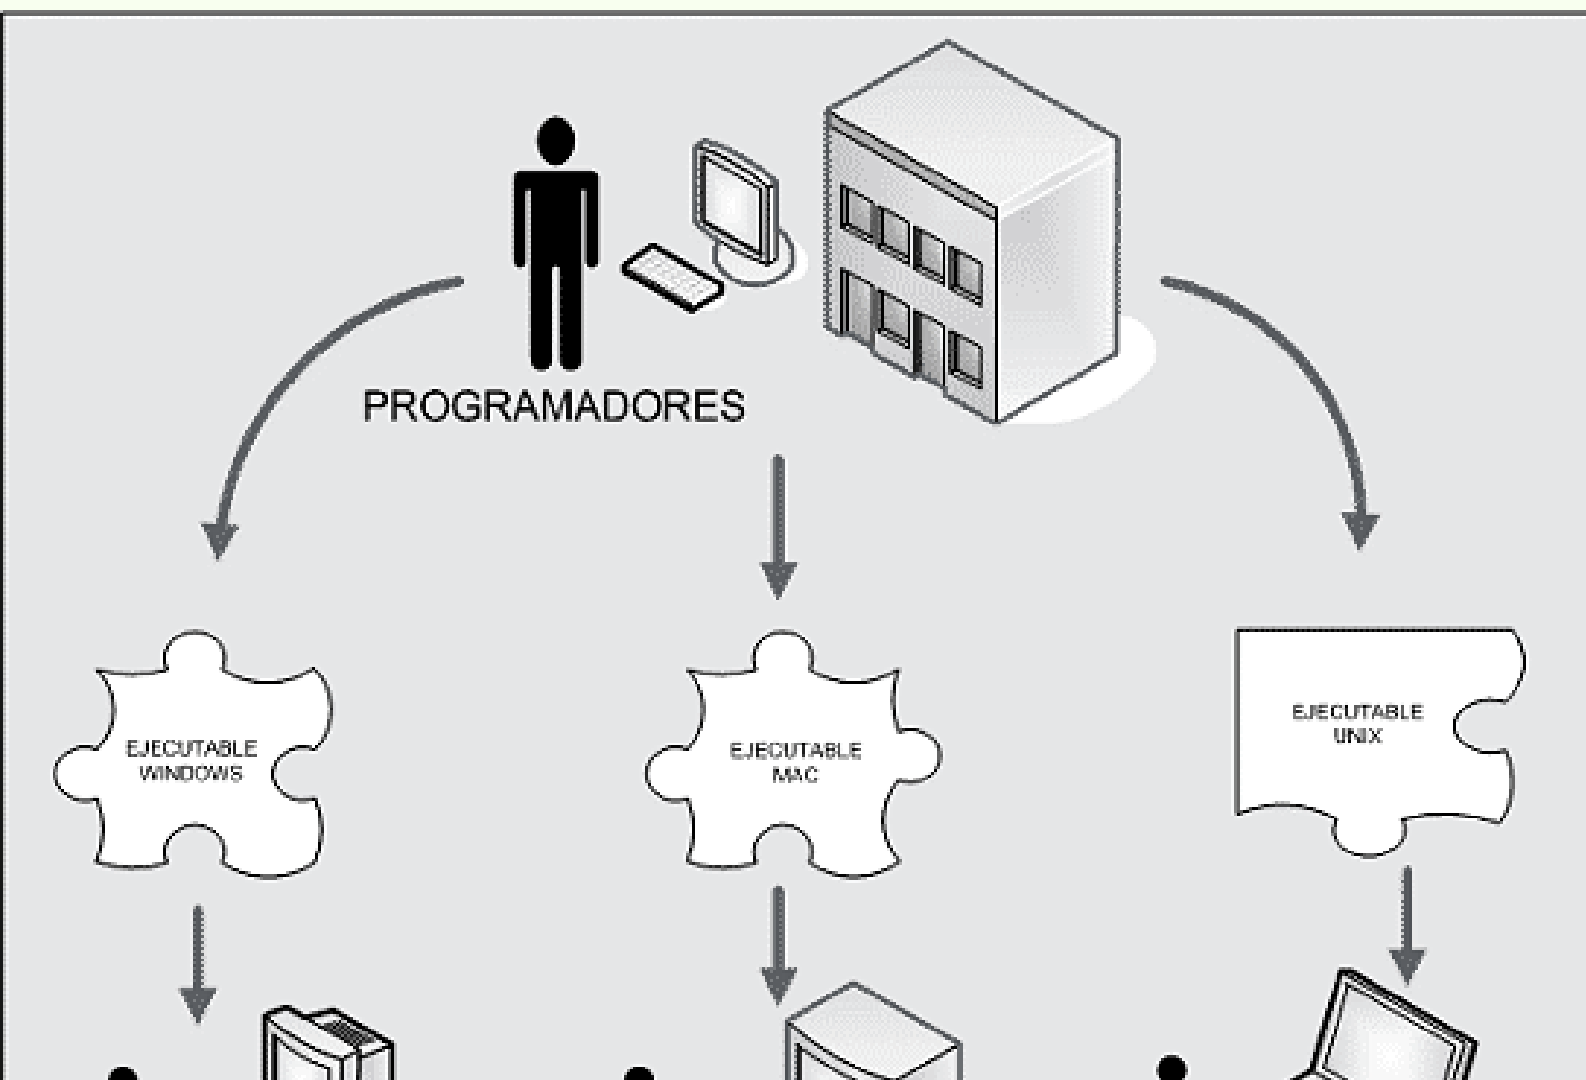 PROGRAMADORES
EJECUTABLE
WINDOWS
EJECUTABLE
MAC
EJECUTABLE
UNIX